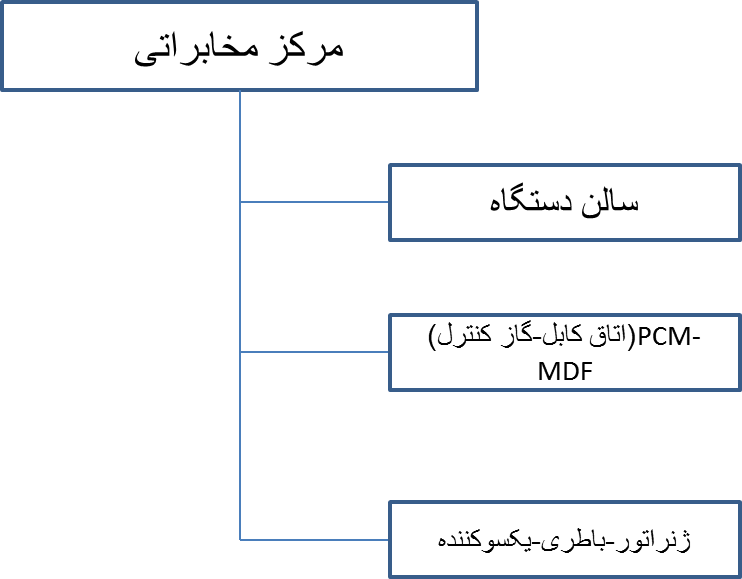 مرکز مخابراتی
سالن دستگاه
PCM-(اتاق کابل-گاز کنترل)
MDF
ژنراتور-باطری-یکسوکننده